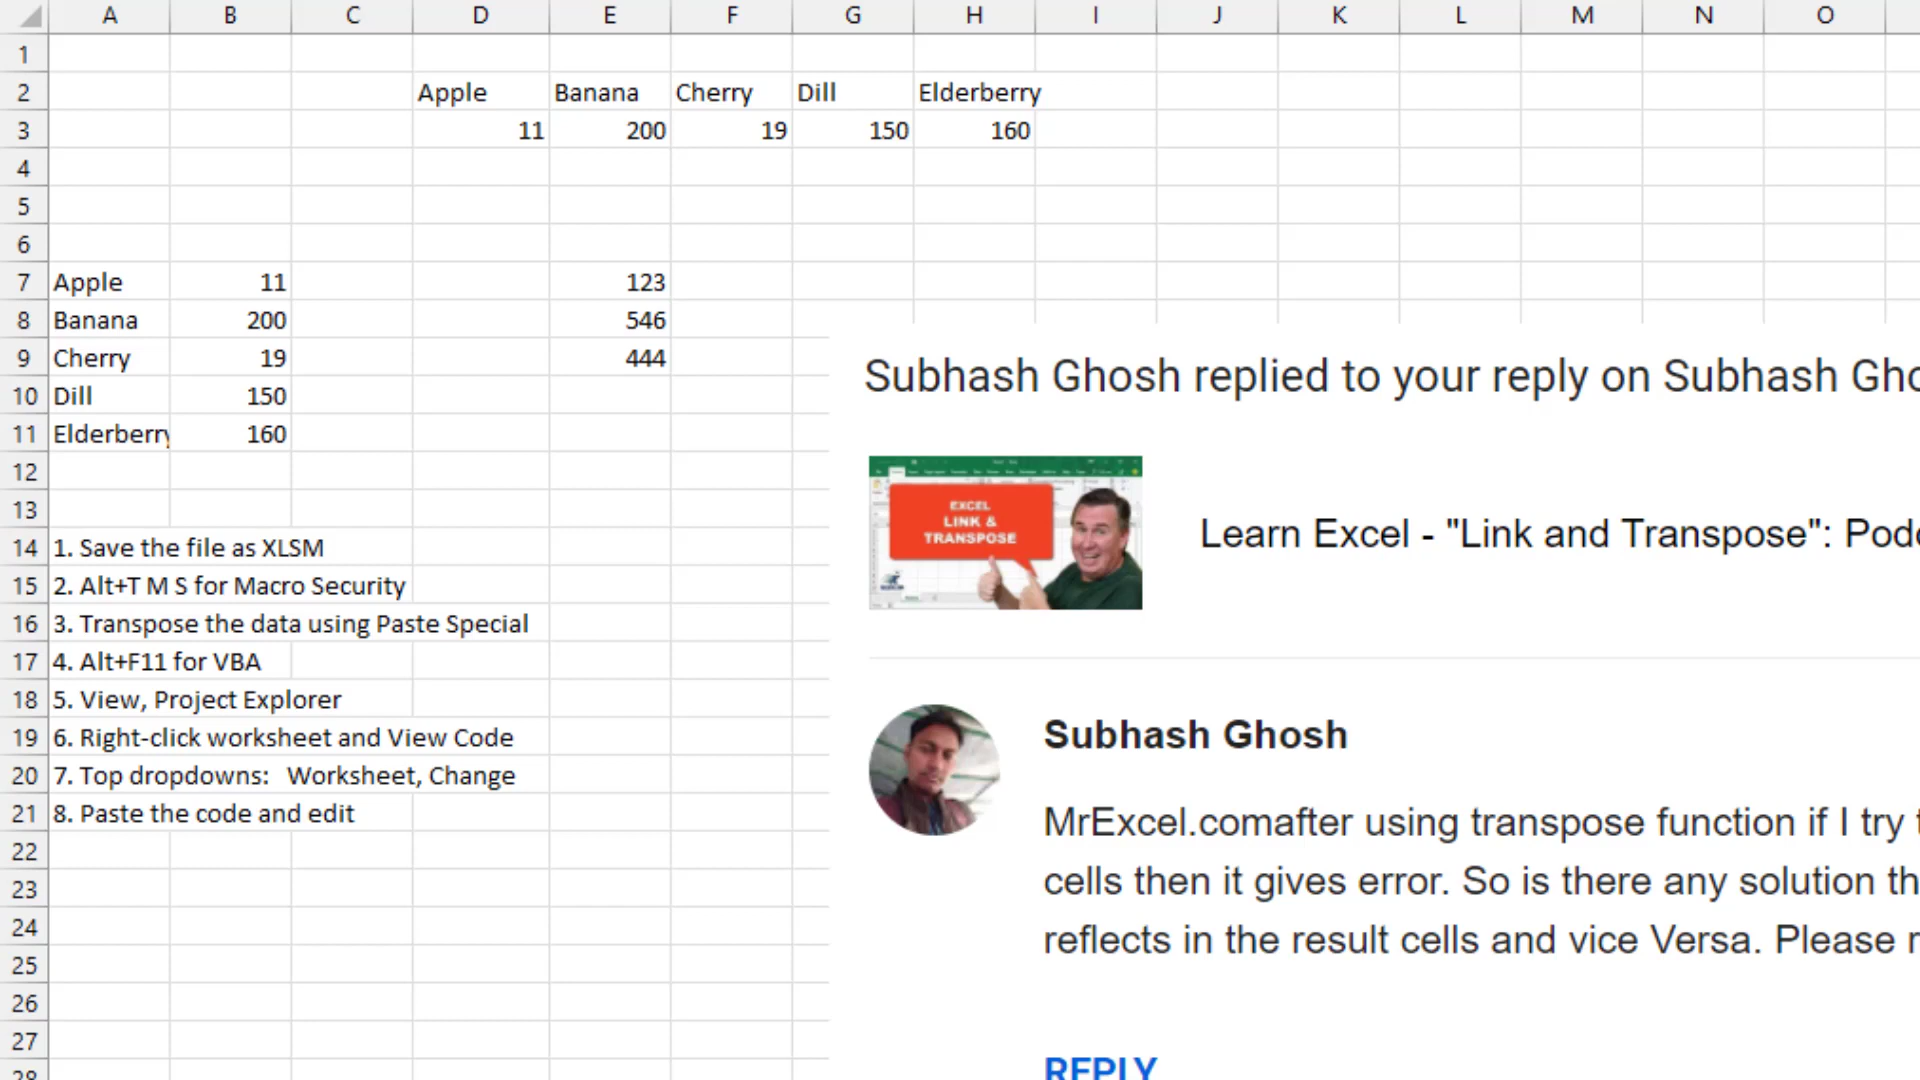 A B C D E F G H I J K L M N O
1
2 Apple Banana Cherry Dill Elderberry
3 11 200 19 150 160
4
5
6
7 Apple 11 123
8 Banana 200 546
9 Cherry 19 444
10 Dill 150
11 Elderberry 160
12
13
14 1. Save the file as XLSM
15 2. Alt+T M S for Macro Security
16 3. Transpose the data using Paste Special
17 4. Alt+F11 for VBA
18 5. View, Project Explorer
19 6. Right-click worksheet and View Code
20 7. Top dropdowns: Worksheet, Change
21 8. Paste the code and edit
22
23
24
25
26
27
28
Subhash Ghosh replied to your reply on Subhash Gho
EXCEL
LINK &
TRANSPOSE
Learn Excel - "Link and Transpose": Podc
Subhash Ghosh
MrExcel.comafter using transpose function if I try t
cells then it gives error. So is there any solution th
reflects in the result cells and vice Versa. Please r
REPLY